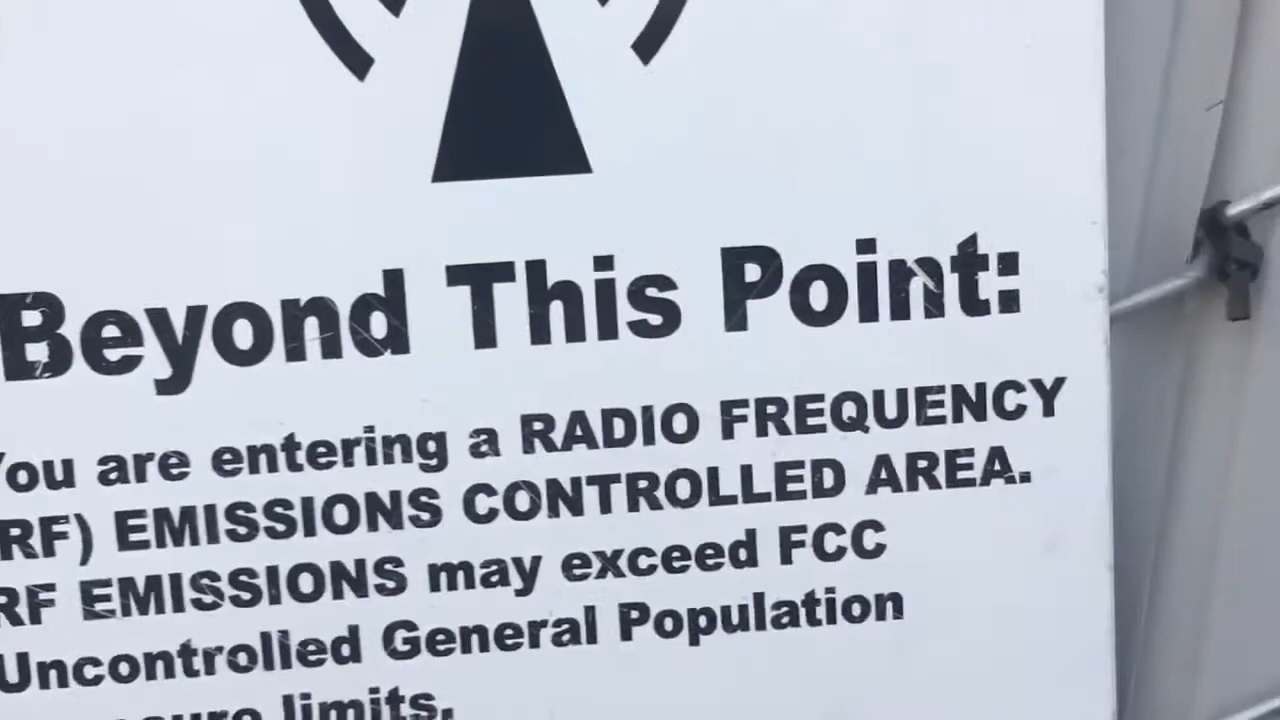 Beyond This Point:
You are entering a RADIO FREQUENCY
(RF) EMISSIONS CONTROLLED AREA.
RF EMISSIONS may exceed FCC
Uncontrolled General Population
limits.